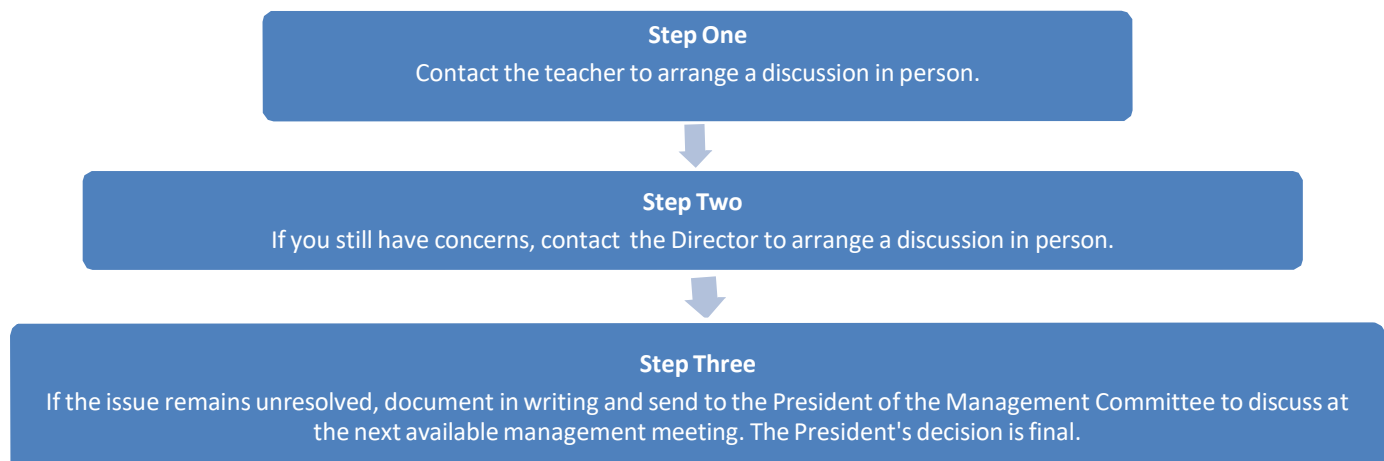 Step One
Contact the teacher to arrange a discussion in person.
Step Two
If you still have concerns, contact the Director to arrange a discussion in person.
Step Three
If the issue remains unresolved, document in writing and send to the President of the Management Committee to discuss at
the next available management meeting. The President's decision is final.